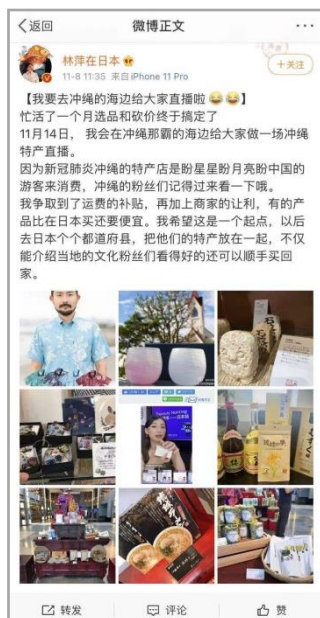 返回
微博正文
林萍在日本
11-8 11:35 来自 iPhone 11 Pro
+关注
【我要去冲绳的海边给大家直播啦😄😄】
忙活了一个月选品和砍价终于搞定了
11月14日， 我会在冲绳那霸的海边给大家做一场冲绳
特产直播。
因为新冠肺炎冲绳的特产店是盼星星盼月亮盼中国的
游客来消费，冲绳的粉丝们记得过来看一下哦。
我争取到了运费的补贴，再加上商家的让利，有的产
品比在日本买还要便宜。我希望这是一个起点，以后
去日本个个都道府县，把他们的特产放在一起，不仅
能介绍当地的文化粉丝们看得好的还可以顺手买回
家。
转发
评论
赞